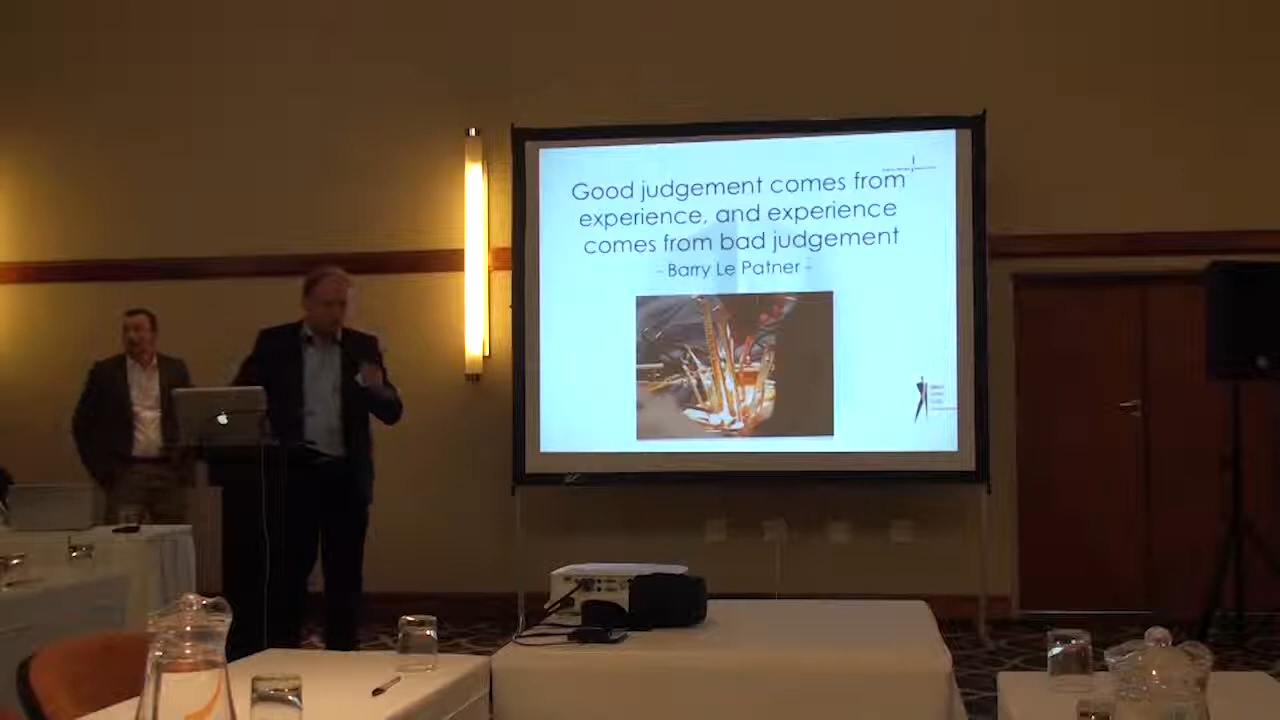 Good judgement comes from
experience, and experience
comes from bad judgement
- Barry Le Patner -